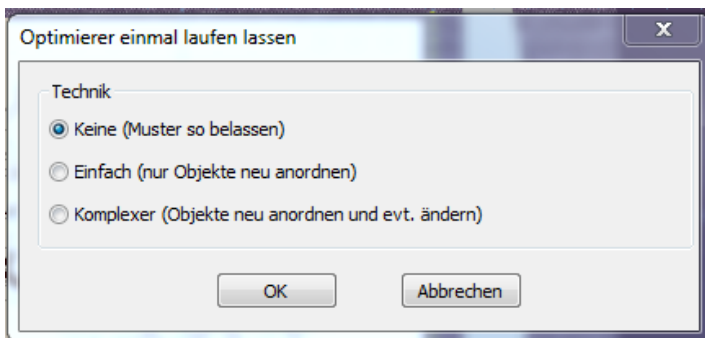 Optimierer einmal laufen lassen
X
Technik
Keine (Muster so belassen)
Einfach (nur Objekte neu anordnen)
Komplexer (Objekte neu anordnen und evt. ändern)
OK Abbrechen